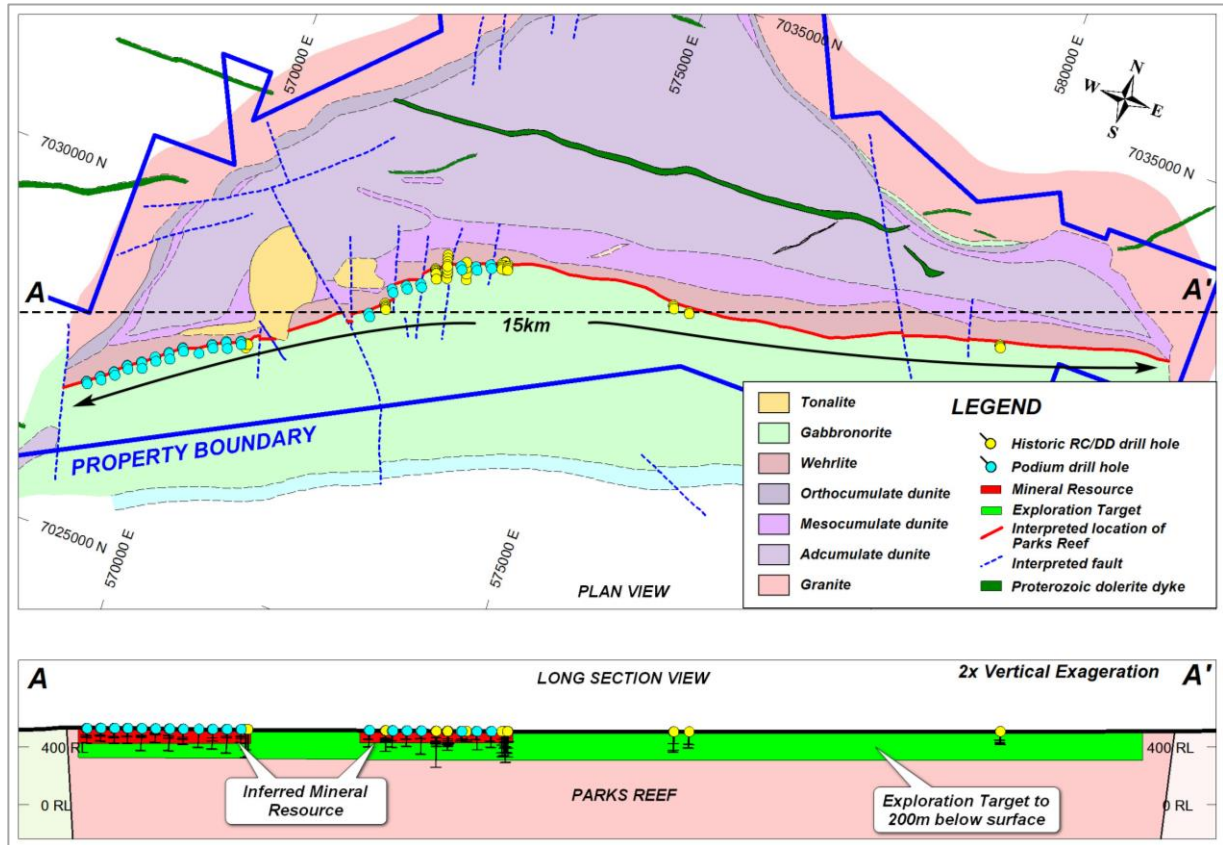 570000 E
575000 E
7035000 N
580000 E
N
W
E
S
7030000 N
7035000 N
A
A'
15km
PROPERTY BOUNDARY
7025000 N
570000 E
575000 E
PLAN VIEW
LEGEND
Tonalite
Gabbronorite
Wehrlite
Orthocumulate dunite
Mesocumulate dunite
Adcumulate dunite
Granite
Historic RC/DD drill hole
Podium drill hole
Mineral Resource
Exploration Target
Interpreted location of
Parks Reef
Interpreted fault
Proterozoic dolerite dyke
A
LONG SECTION VIEW
2x Vertical Exageration
A'
400 RL
400 RL
Inferred Mineral
Resource
Exploration Target to
200m below surface
0 RL
PARKS REEF
0 RL